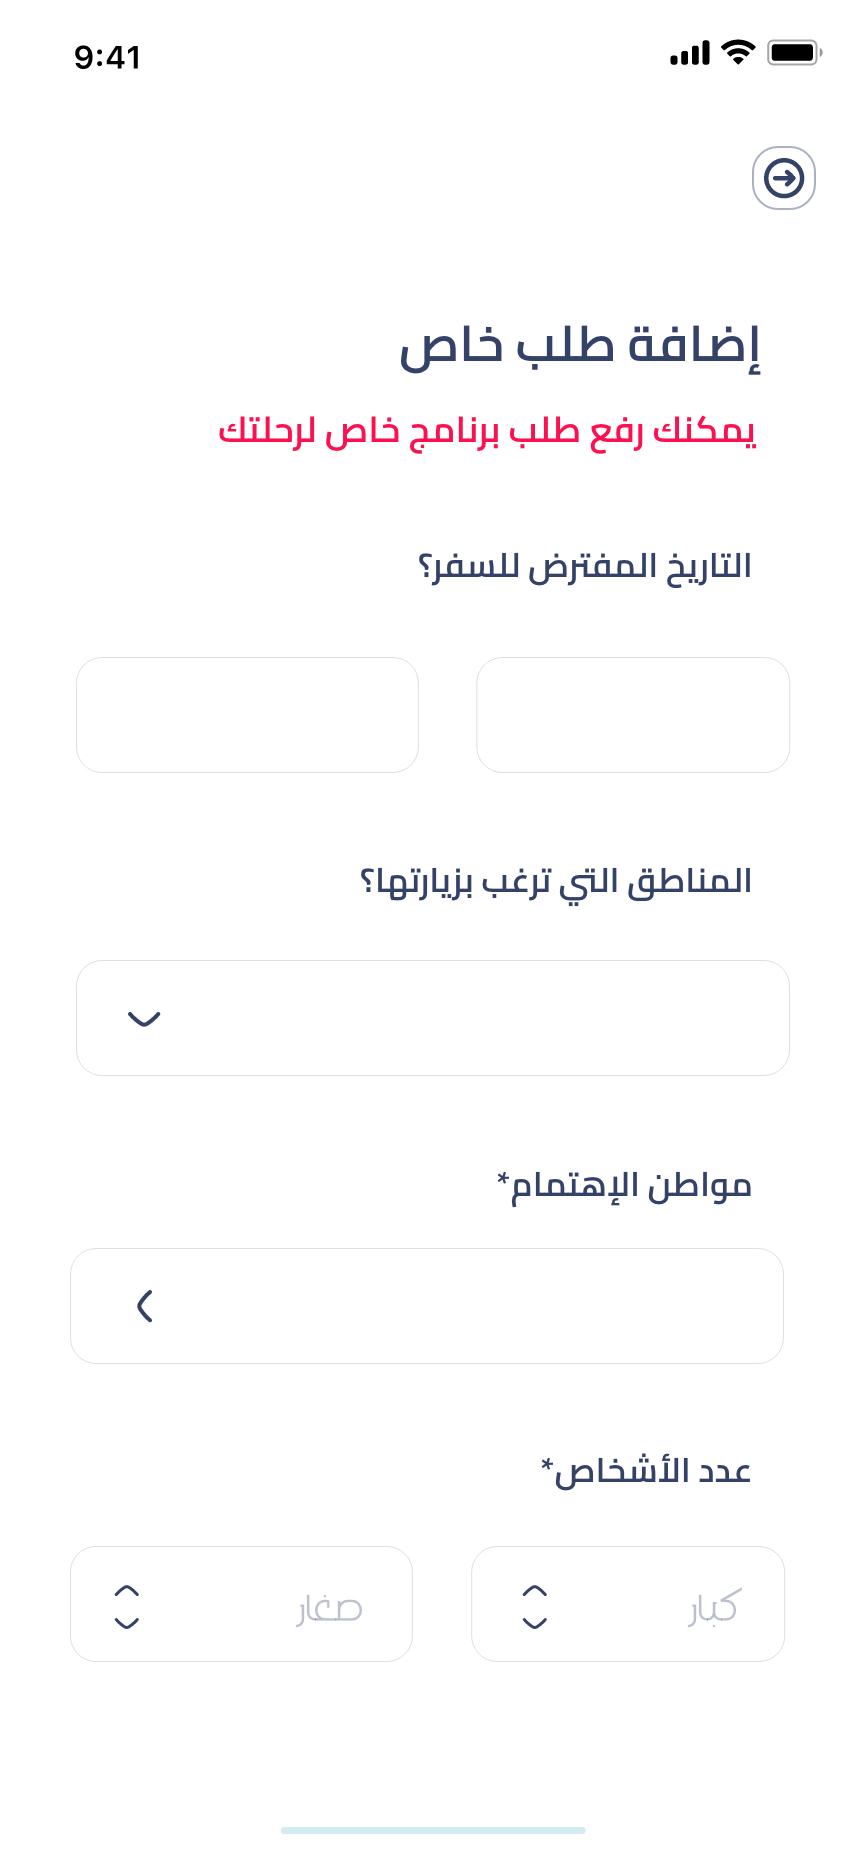 9:41
إضافة طلب خاص
يمكنك رفع طلب برنامج خاص لرحلتك
التاريخ المفترض للسفر؟
المناطق التي ترغب بزيارتها؟
مواطن الإهتمام*
عدد الأشخاص*
كبار
صغار